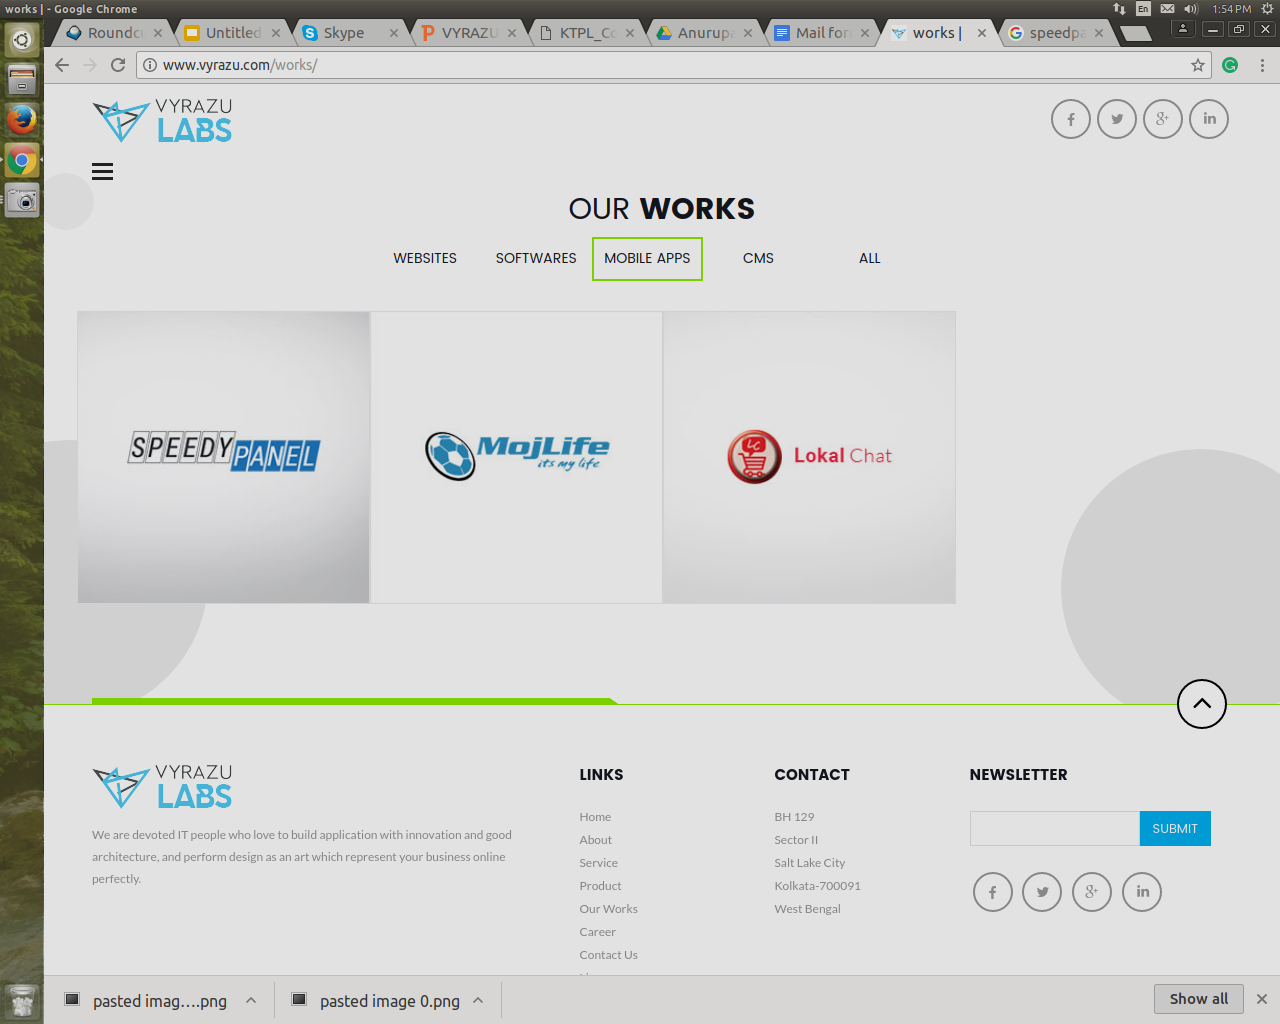 works | - Google Chrome
En
1:54 PM
Roundcu
Untitled
Skype
VYRAZU
KTPL_Co
Anurupa
Mail for
works |
speedpa
www.vyrazu.com/works/
VYRAZU
LABS
OUR WORKS
WEBSITES
SOFTWARES
MOBILE APPS
CMS
ALL
SPEEDY
PANEL
MojLife
its my life
LC
Lokal Chat
VYRAZU
LABS
We are devoted IT people who love to build application with innovation and good
architecture, and perform design as an art which represent your business online
perfectly.
LINKS
Home
About
Service
Product
Our Works
Career
Contact Us
CONTACT
BH 129
Sector II
Salt Lake City
Kolkata-700091
West Bengal
NEWSLETTER
SUBMIT
pasted imag....png
pasted image 0.png
Show all